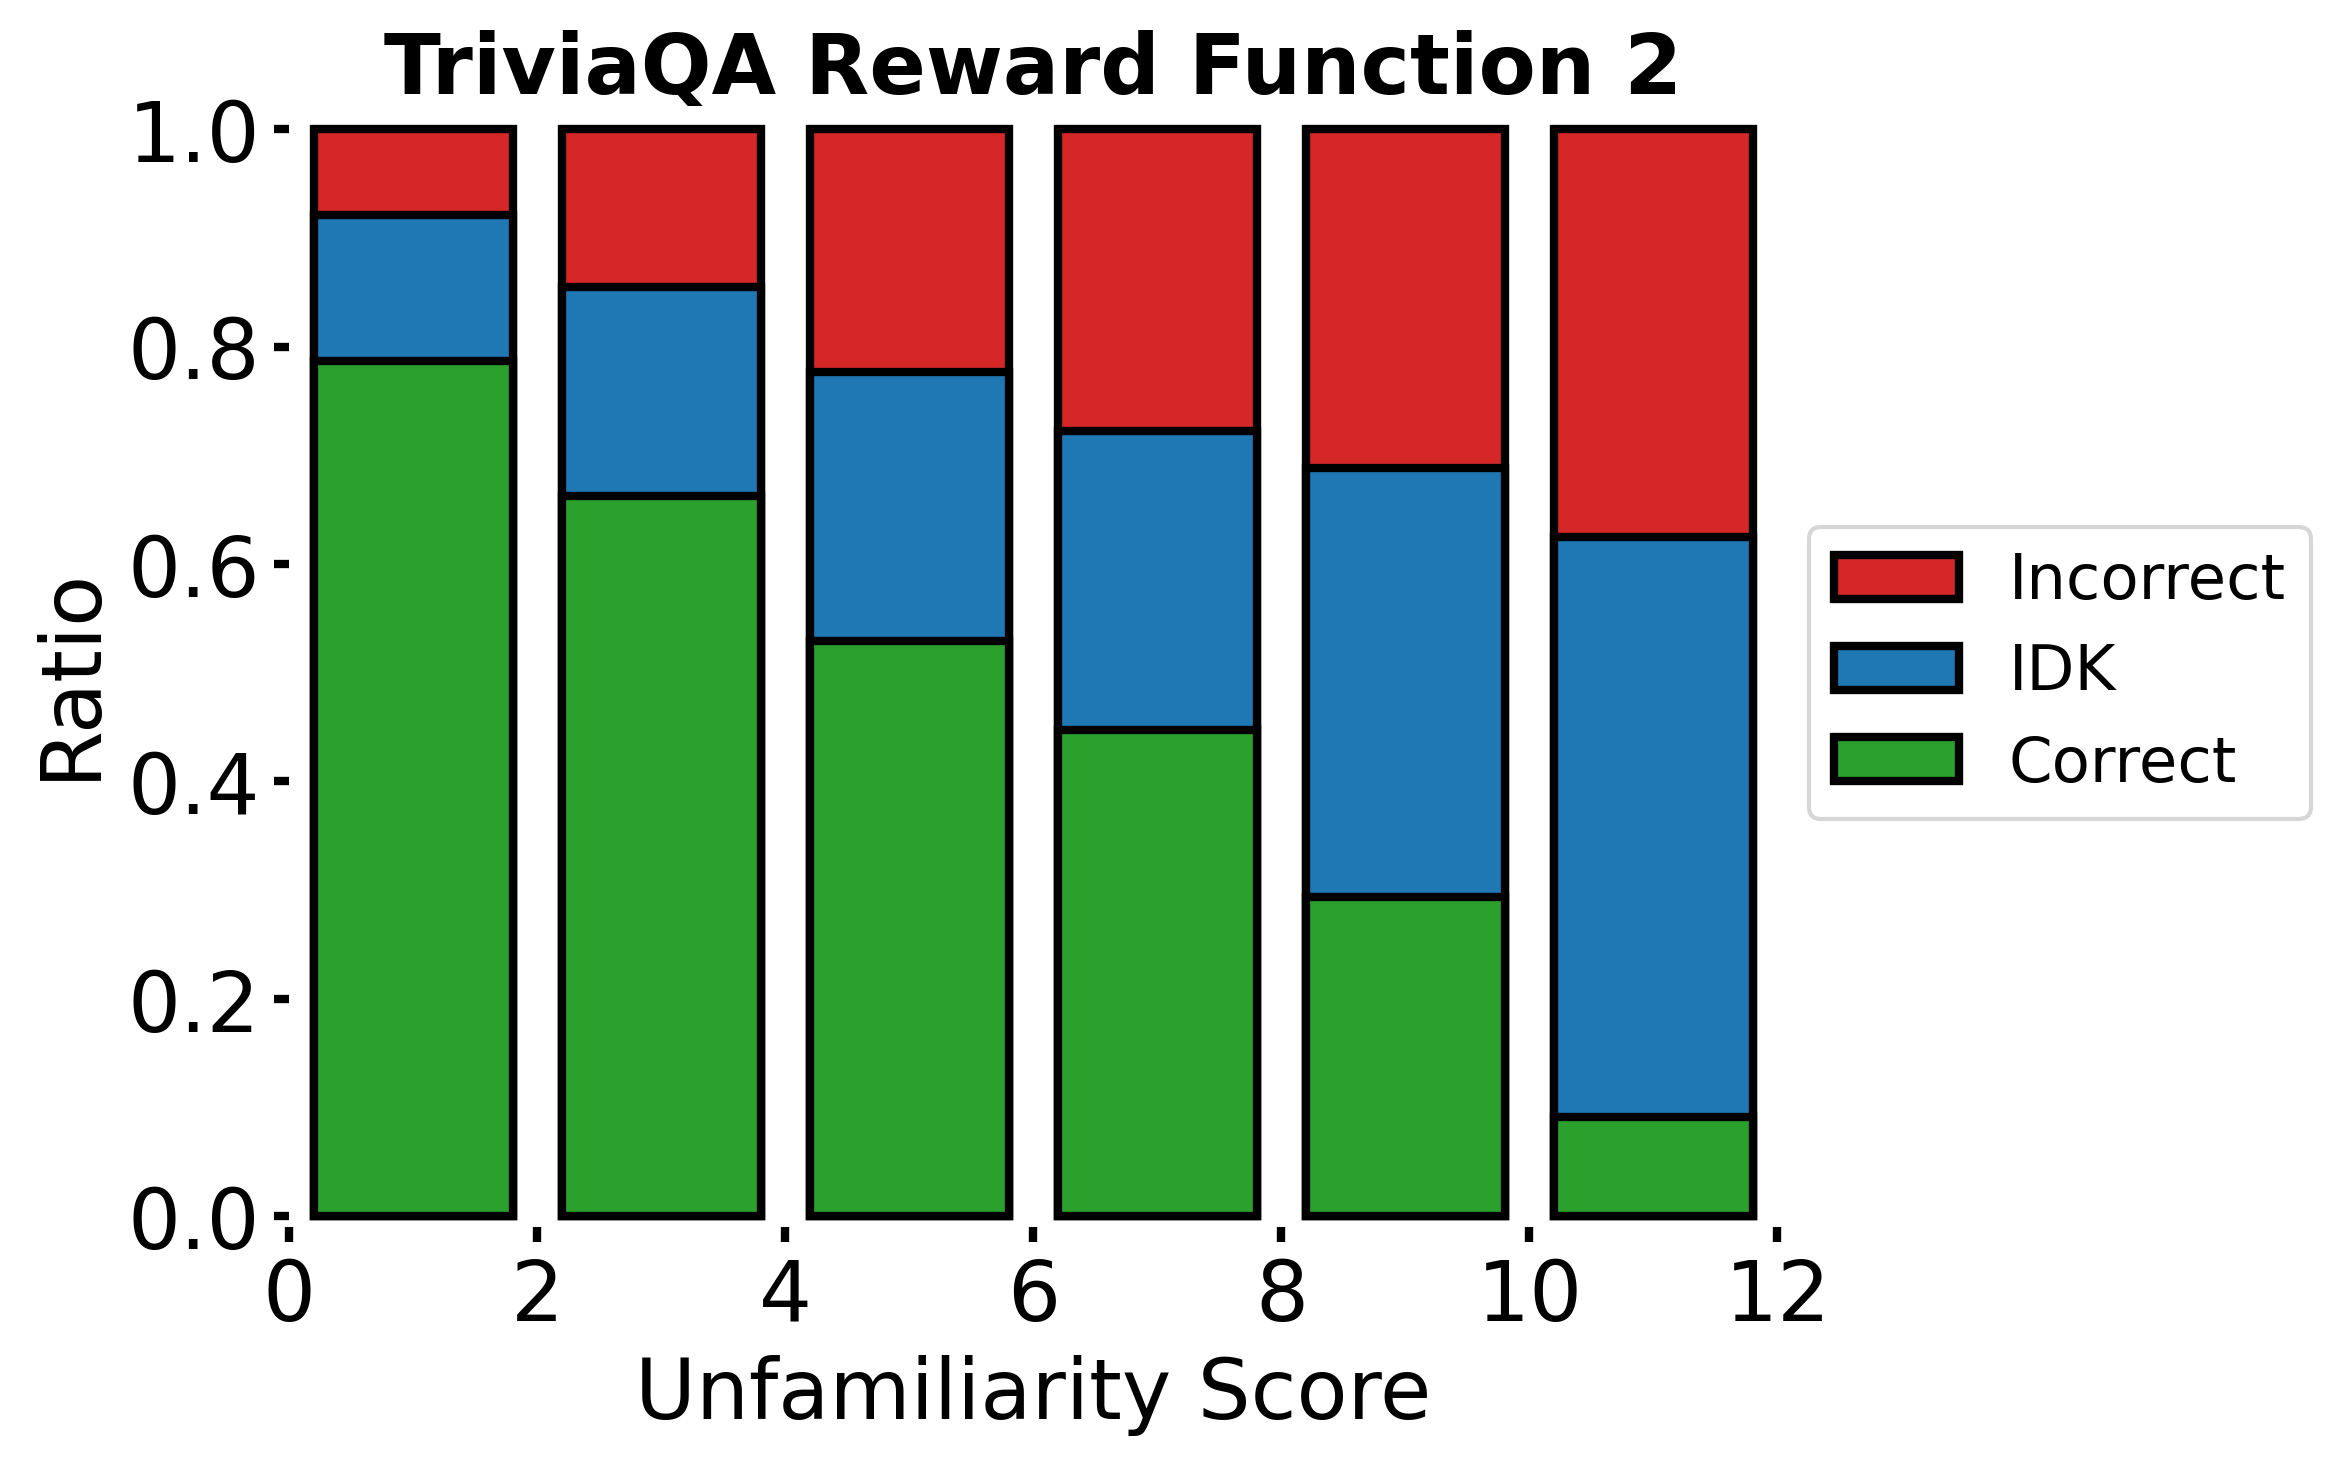 TriviaQA Reward Function 2
1.0
0.8
0.6
0.4
0.2
0.0
Ratio
0 2 4 6 8 10 12
Unfamiliarity Score
Incorrect
IDK
Correct